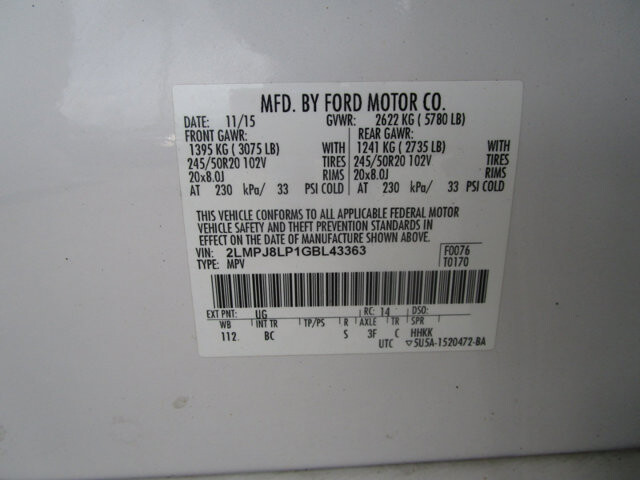 MFD. BY FORD MOTOR CO.
DATE: 11/15 GVWR: 2622 KG ( 5780 LB)
FRONT GAWR: REAR GAWR:
1395 KG ( 3075 LB) WITH 1241 KG ( 2735 LB) WITH
245/50R20 102V TIRES 245/50R20 102V TIRES
20x8.0J RIMS 20x8.0J RIMS
AT 230 kPa/ 33 PSI COLD AT 230 kPa/ 33 PSI COLD
THIS VEHICLE CONFORMS TO ALL APPLICABLE FEDERAL MOTOR
VEHICLE SAFETY AND THEFT PREVENTION STANDARDS IN
EFFECT ON THE DATE OF MANUFACTURE SHOWN ABOVE.
VIN: 2LMPJ8LP1GBL43363 F0076
TYPE: MPV T0170
EXT PNT: UG RC: 14 DSO:
WB INT TR TP/PS R AXLE TR SPR
112 BC S 3F C HHKK
UTC ▽5U5A-1520472-BA